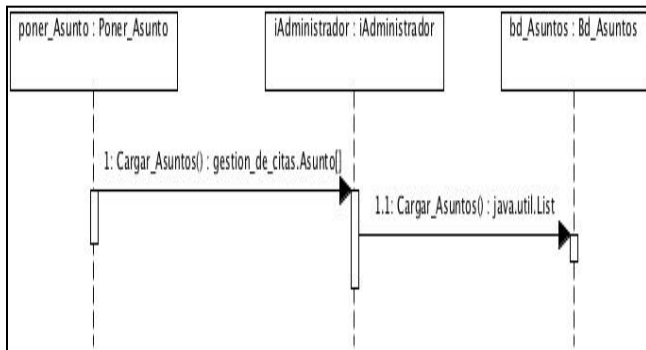 poner_Asunto : Poner_Asunto
iAdministrador : iAdministrador
bd_Asuntos : Bd_Asuntos
1: Cargar_Asuntos() : gestion_de_citas.Asunto[]
1.1: Cargar_Asuntos() : java.util.List